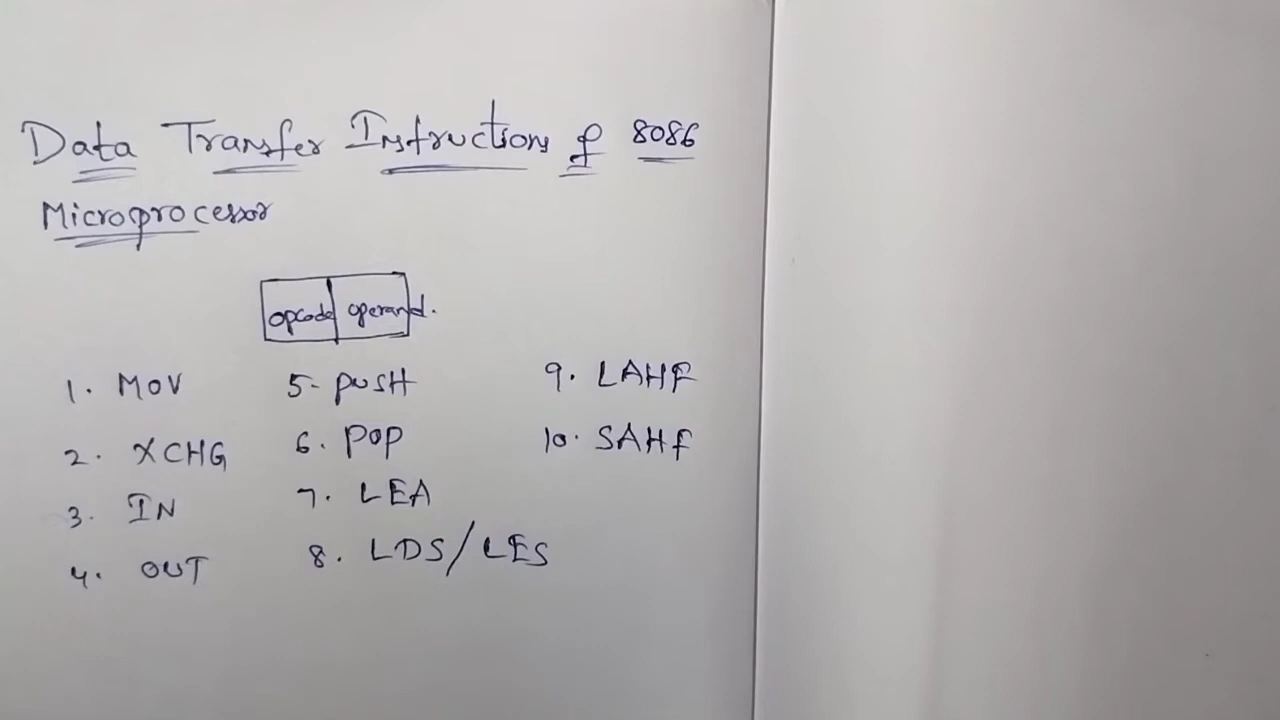 Data Transfer Instructions of 8086
Microprocessor
opcode operand.
1. MOV
2. XCHG
3. IN
4. OUT
5. PUSH
6. POP
7. LEA
8. LDS/LES
9. LAHF
10. SAHF